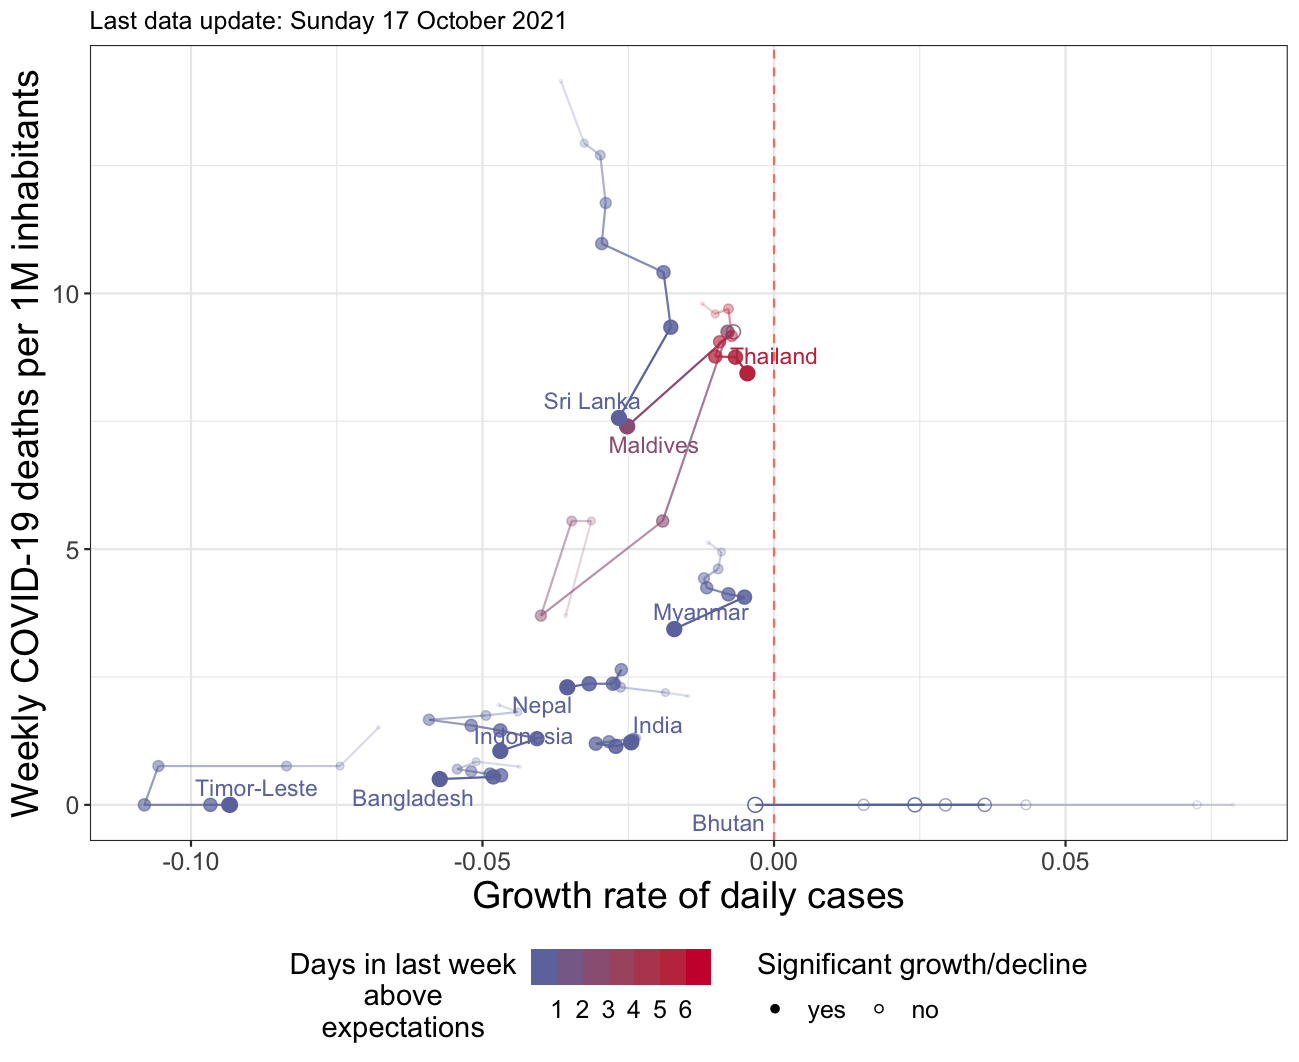 Last data update: Sunday 17 October 2021
Weekly COVID-19 deaths per 1M inhabitants
10
5
0
Thailand
Sri Lanka
Maldives
Myanmar
Nepal
India
Indonesia
Timor-Leste
Bangladesh
Bhutan
-0.10 -0.05 0.00 0.05
Growth rate of daily cases
Days in last week
above
expectations
1 2 3 4 5 6
Significant growth/decline
yes no